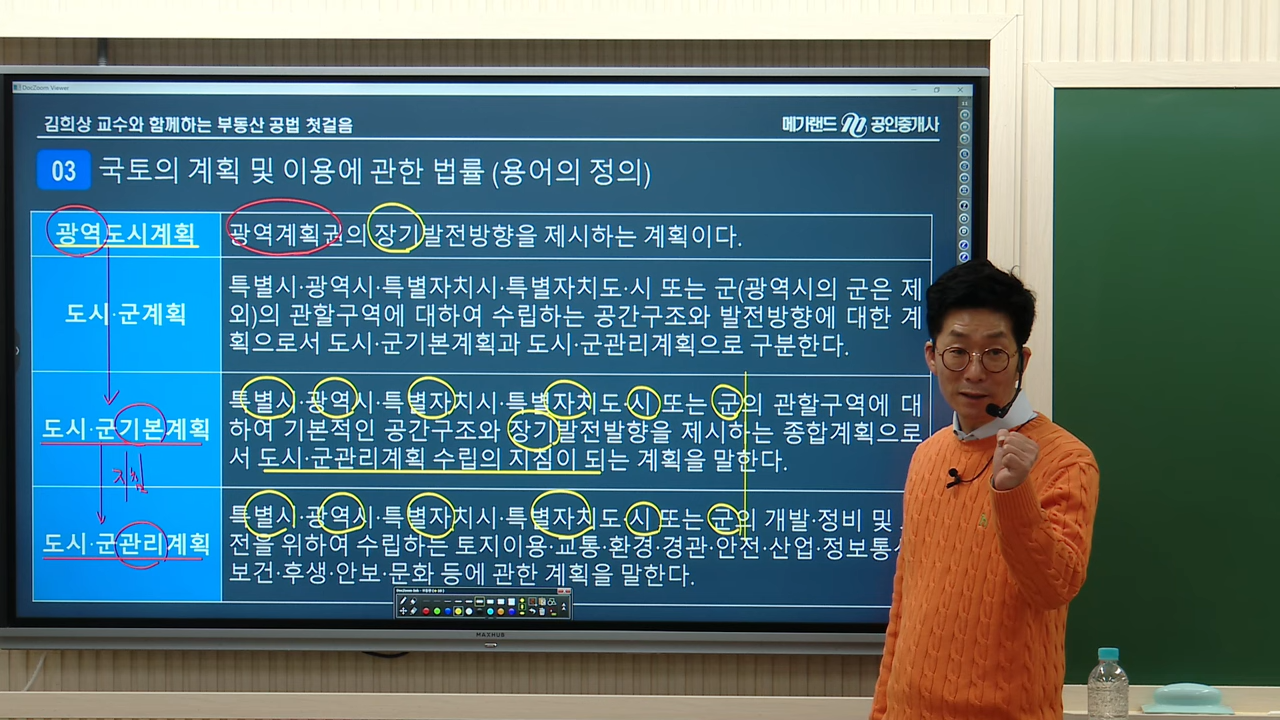 DocZoom Viewer
김희상 교수와 함께하는 부동산 공법 첫걸음
메가랜드 공인중개사
03 국토의 계획 및 이용에 관한 법률 (용어의 정의)
광역도시계획
광역계획권의 장기발전방향을 제시하는 계획이다.
도시·군계획
특별시·광역시·특별자치시·특별자치도·시 또는 군(광역시의 군은 제
외)의 관할구역에 대하여 수립하는 공간구조와 발전방향에 대한 계
획으로서 도시·군기본계획과 도시·군관리계획으로 구분한다.
도시·군기본계획
특별시·광역시·특별자치시·특별자치도·시 또는 군의 관할구역에 대
하여 기본적인 공간구조와 장기발전발향을 제시하는 종합계획으로
서 도시·군관리계획 수립의 지침이 되는 계획을 말한다.
지침
도시·군관리계획
특별시·광역시·특별자치시·특별자치도·시 또는 군의 개발·정비 및
전을 위하여 수립하는 토지이용·교통·환경·경관·안전·산업·정보통신
보건·후생·안보·문화 등에 관한 계획을 말한다.
MAXHUB